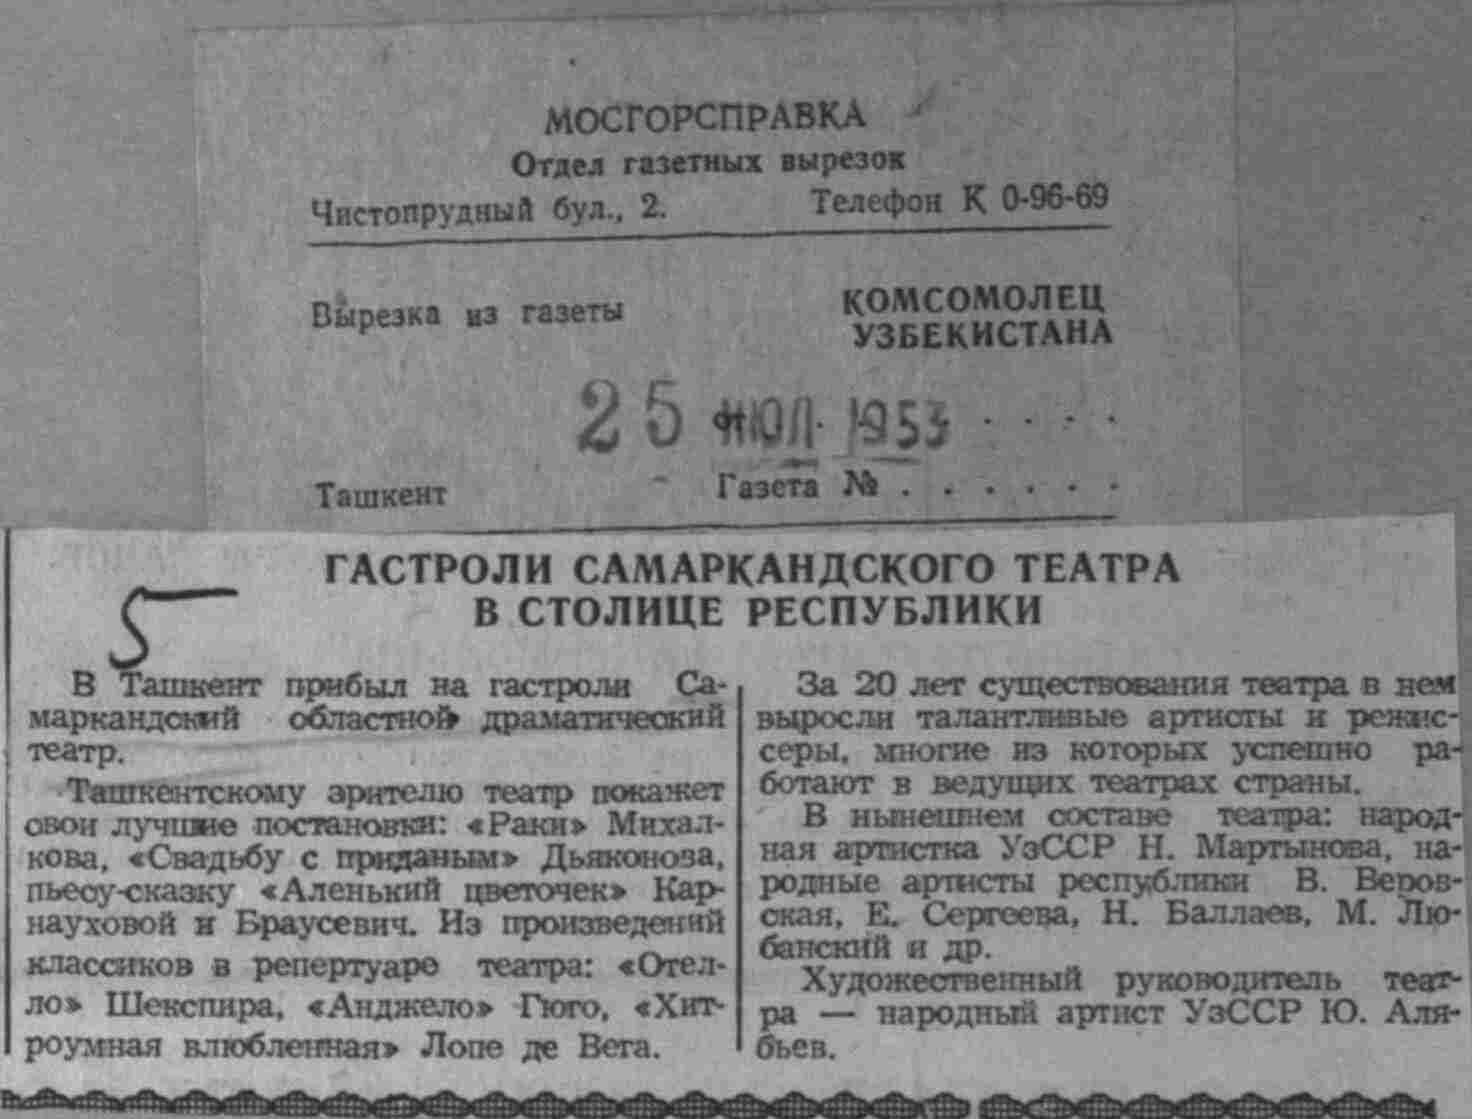 МОСГОРСПРАВКА
Отдел газетных вырезок
Чистопрудный бул., 2. Телефон К 0-96-69
Вырезка из газеты КОМСОМОЛЕЦ
УЗБЕКИСТАНА
25 ИЮЛ 1953 . . . .
Ташкент Газета № . . . . . .
ГАСТРОЛИ САМАРКАНДСКОГО ТЕАТРА
В СТОЛИЦЕ РЕСПУБЛИКИ
5
В Ташкент прибыл на гастроли Са-
маркандский областной драматический
театр.
Ташкентскому зрителю театр покажет
свои лучшие постановки: «Раки» Михал-
кова, «Свадьбу с приданым» Дьяконова,
пьесу-сказку «Аленький цветочек» Кар-
науховой и Браусевич. Из произведений
классиков в репертуаре театра: «Отел-
ло» Шекспира, «Анджело» Гюго, «Хит-
роумная влюбленная» Лопе де Вега.
За 20 лет существования театра в нем
выросли талантливые артисты и режис-
серы, многие из которых успешно ра-
ботают в ведущих театрах страны.
В нынешнем составе театра: народ-
ная артистка УзССР Н. Мартынова, на-
родные артисты республики В. Веров-
ская, Е. Сергеева, Н. Баллаев, М. Лю-
банский и др.
Художественный руководитель теат-
ра — народный артист УзССР Ю. Аля-
бьев.